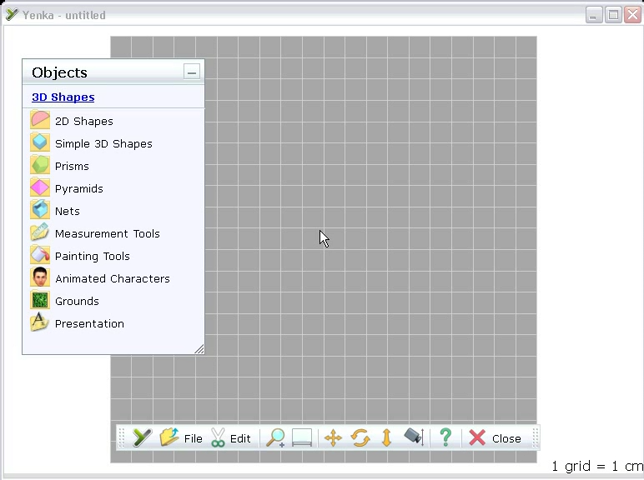 Yenka - untitled
Objects
3D Shapes
2D Shapes
Simple 3D Shapes
Prisms
Pyramids
Nets
Measurement Tools
Painting Tools
Animated Characters
Grounds
Presentation
File Edit ? Close
1 grid = 1 cm